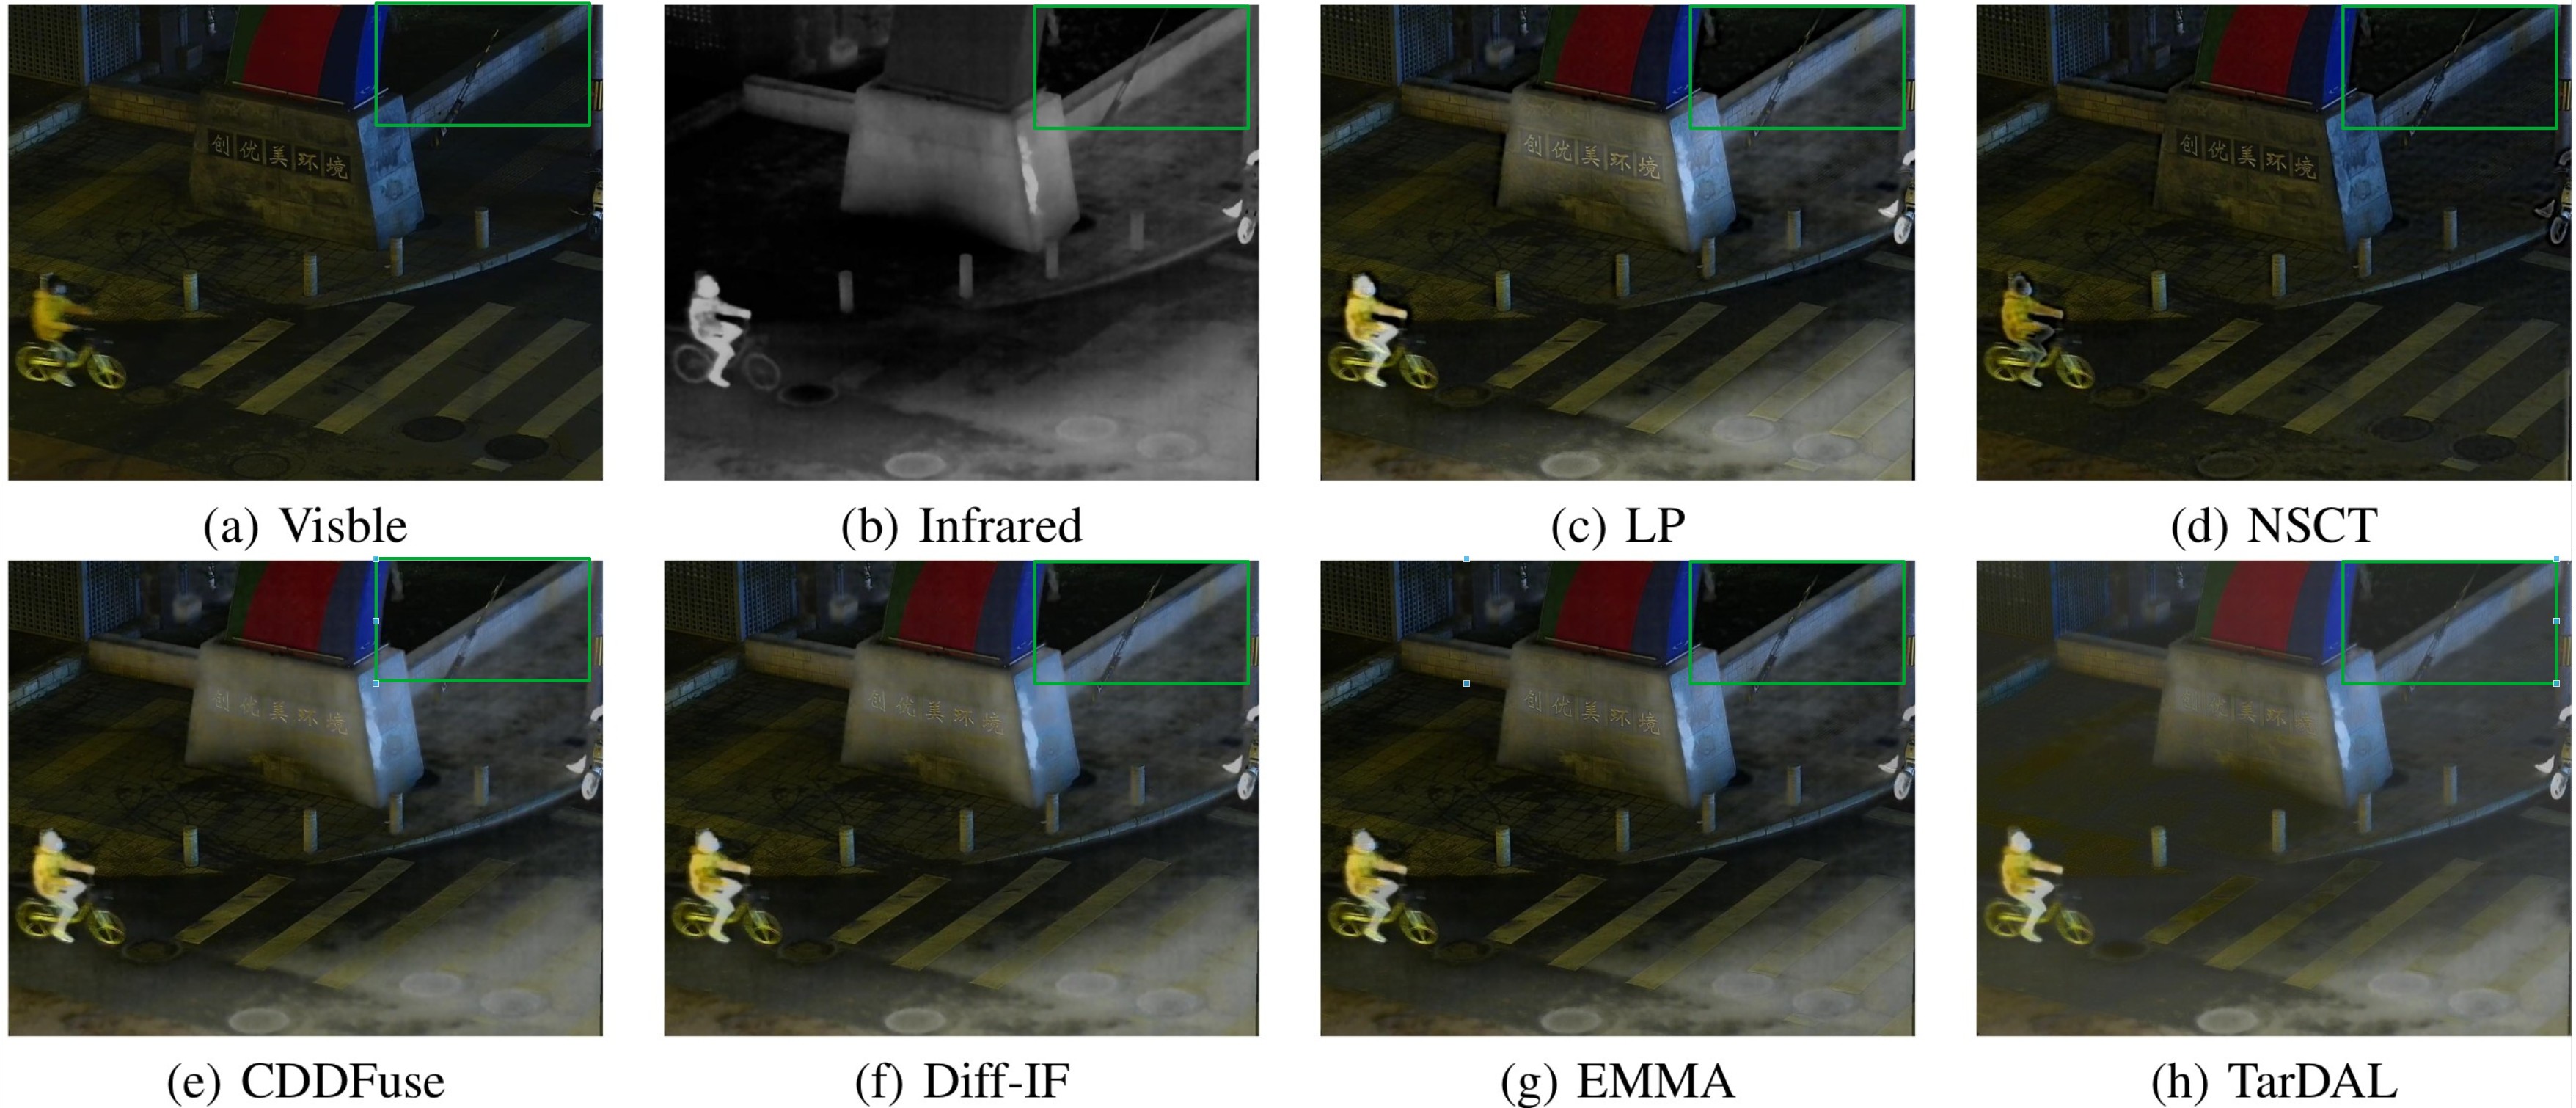 创优美环境
创优美环境
创优美环境
(a) Visble
(b) Infrared
(c) LP
(d) NSCT
创优美环境
创优美环境
创优美环境
创优美环境
(e) CDDFuse
(f) Diff-IF
(g) EMMA
(h) TarDAL